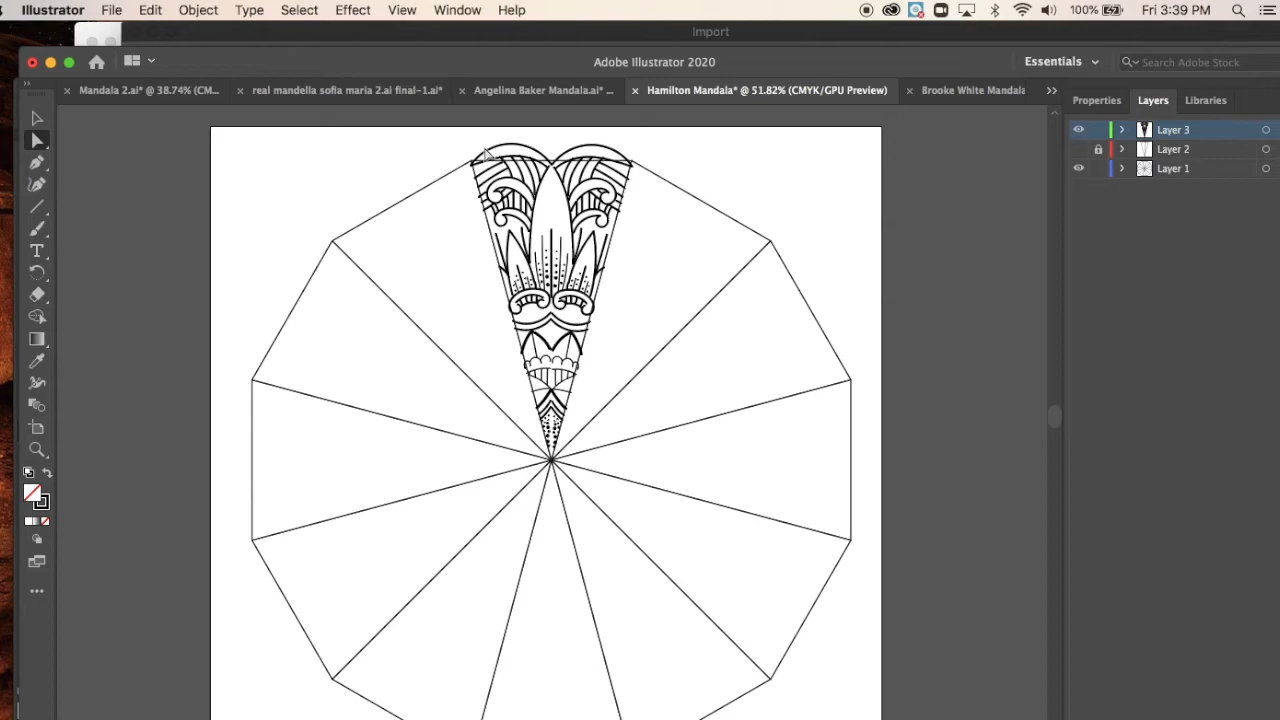 Illustrator File Edit Object Type Select Effect View Window Help 100% Fri 3:39 PM
Import
Adobe Illustrator 2020
Essentials
Search Adobe Stock
Mandala 2.ai* @ 38.74% (CM...
real mandella sofia maria 2.ai final-1.ai*
Angelina Baker Mandala.ai* ...
Hamilton Mandala* @ 51.82% (CMYK/GPU Preview)
Brooke White Mandala
Properties Layers Libraries
Layer 3
Layer 2
Layer 1